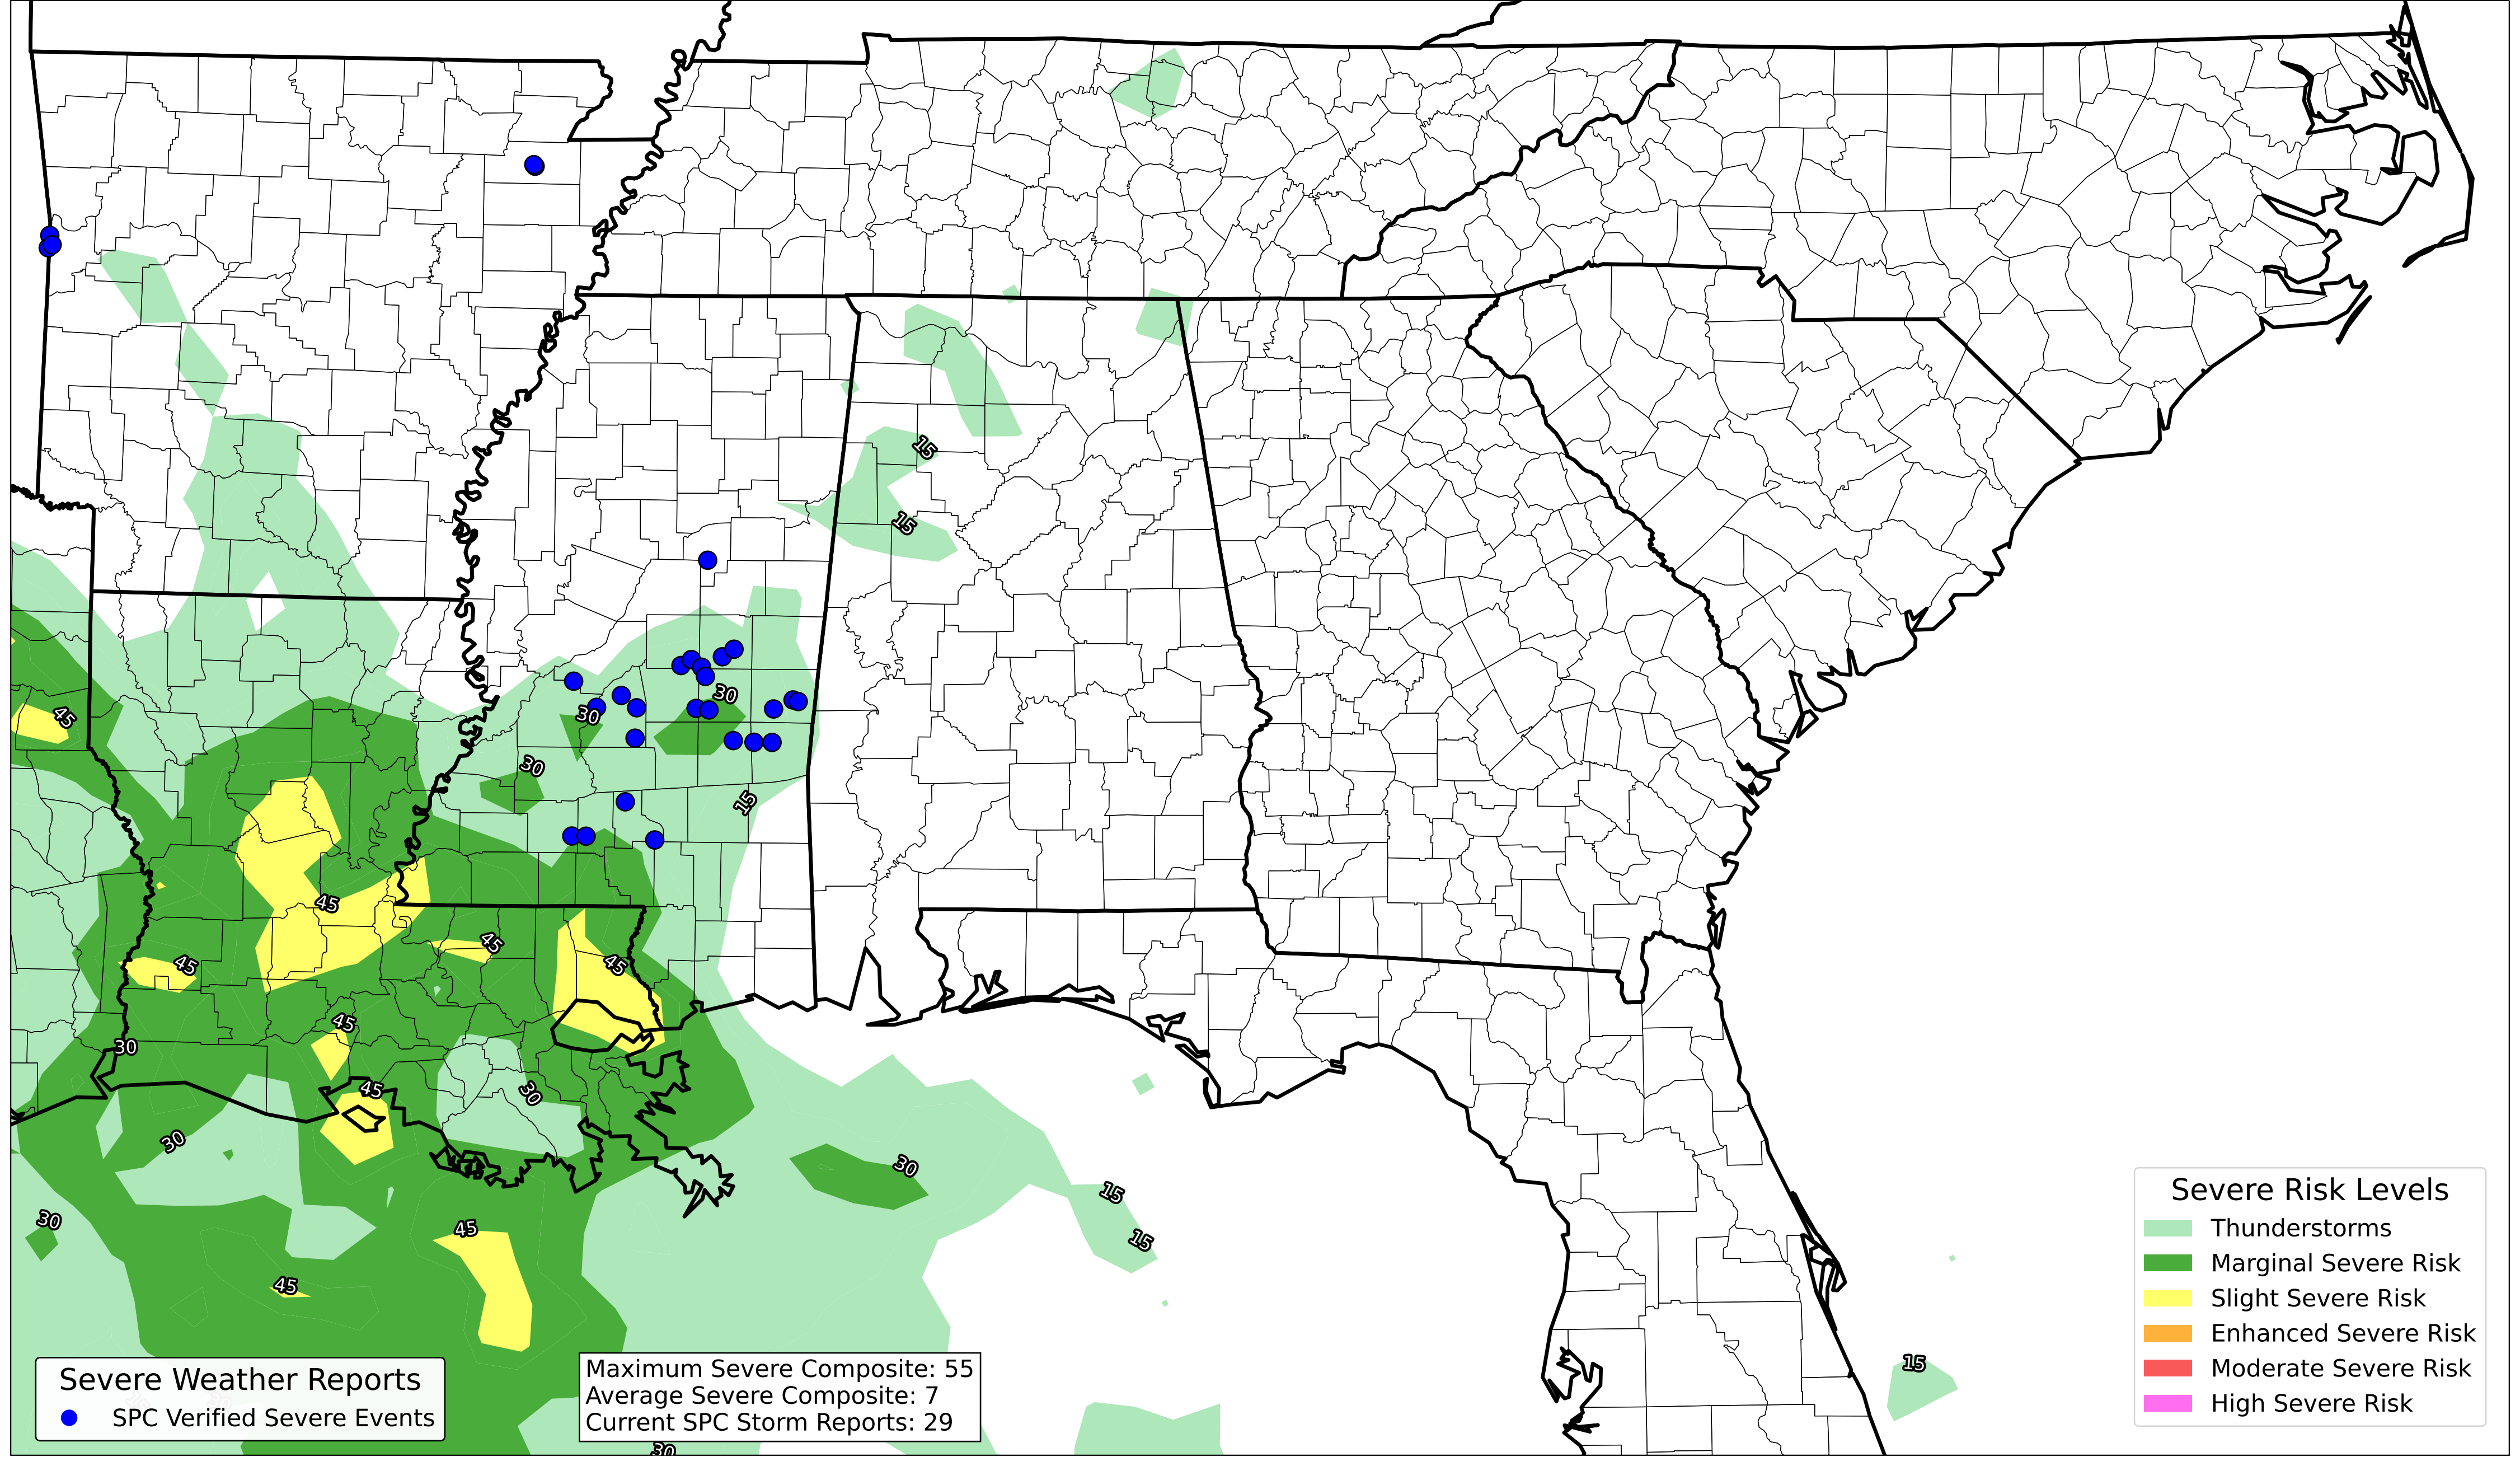 15
15
45
30
30
30
15
45
45
45
45
45
30
45
30
30
30
15
30
15
45
45
15
30
Severe Weather Reports
SPC Verified Severe Events
Maximum Severe Composite: 55
Average Severe Composite: 7
Current SPC Storm Reports: 29
Severe Risk Levels
Thunderstorms
Marginal Severe Risk
Slight Severe Risk
Enhanced Severe Risk
Moderate Severe Risk
High Severe Risk